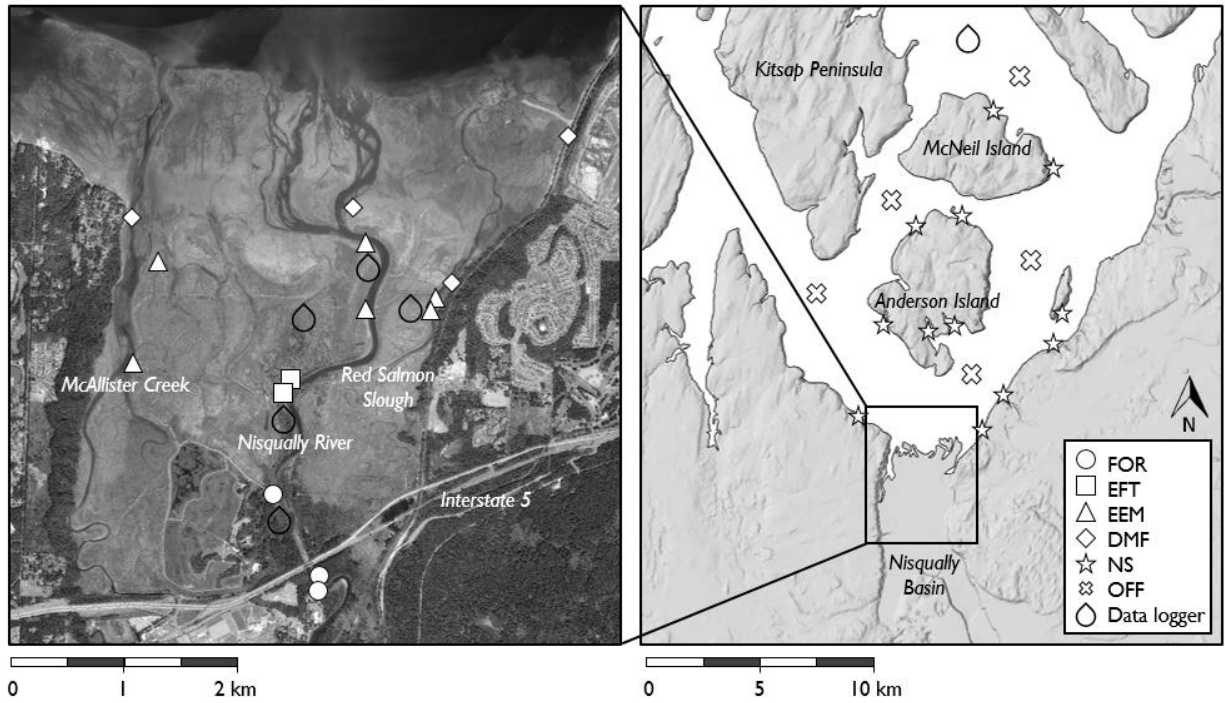 McAllister Creek
Red Salmon
Slough
Nisqually River
Interstate 5
0 1 2 km
Kitsap Peninsula
McNeil Island
Anderson Island
Nisqually
Basin
N
FOR
EFT
EEM
DMF
NS
OFF
Data logger
0 5 10 km